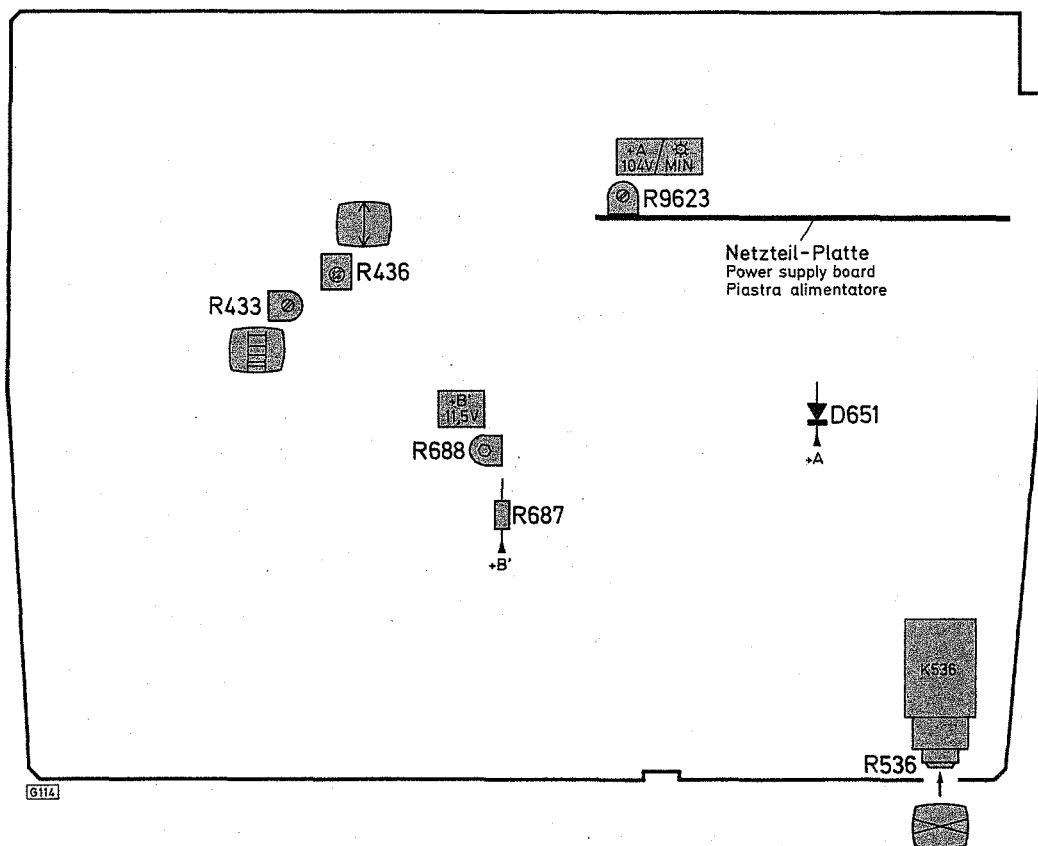 +A
104V/MIN
R9623
Netzteil-Platte
Power supply board
Piastra alimentatore
R436
R433
+B'
11,5V
R688
D651
+A
R687
+B'
K536
R536
G114